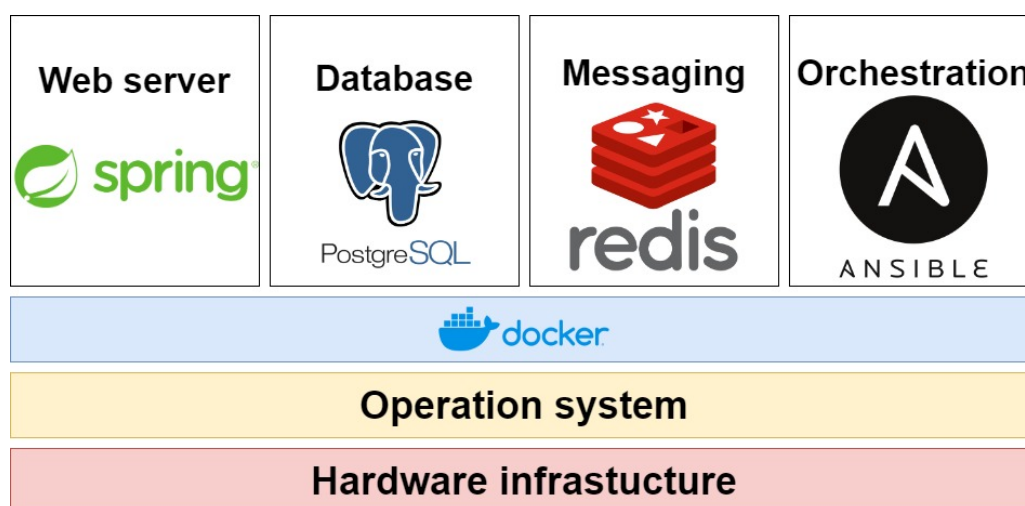 Web server
spring
Database
PostgreSQL
Messaging
redis
Orchestration
ANSIBLE
docker
Operation system
Hardware infrastucture